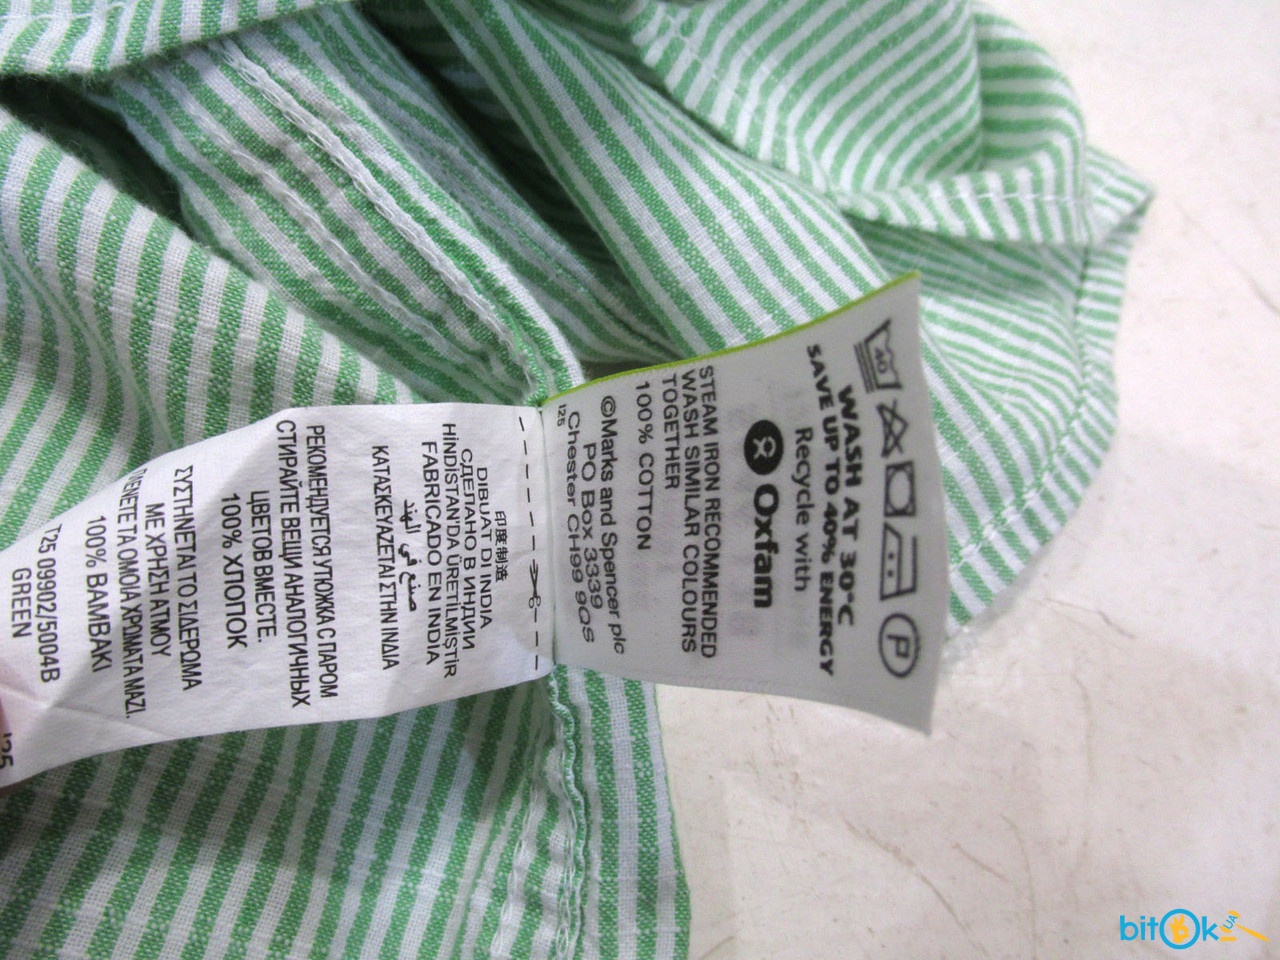 40
P
WASH AT 30°C
SAVE UP TO 40% ENERGY
Recycle with
Oxfam
STEAM IRON RECOMMENDED
WASH SIMILAR COLOURS
TOGETHER
100% COTTON
©Marks and Spencer plc
PO Box 3339
Chester CH99 9QS
I25
印度制造
DIBUAT DI INDIA
СДЕЛАНО В ИНДИИ
HİNDİSTAN'DA ÜRETİLMİŞTİR
FABRICADO EN INDIA
صنع في الهند
ΚΑΤΑΣΚΕΥΑΖΕΤΑΙ ΣΤΗΝ ΙΝΔΙΑ
РЕКОМЕНДУЕТСЯ УТЮЖКА С ПАРОМ
СТИРАЙТЕ ВЕЩИ АНАЛОГИЧНЫХ
ЦВЕТОВ ВМЕСТЕ.
100% ХЛОПОК
ΣΥΣΤΗΝΕΤΑΙ ΤΟ ΣΙΔΕΡΩΜΑ
ΜΕ ΧΡΗΣΗ ΑΤΜΟΥ
ΤΑ ΟΜΟΙΑ ΧΡΩΜΑΤΑ ΜΑΖΙ.
100% ΒΑΜΒΑΚΙ
T25 09902/5004B
GREEN
bitOk
UA